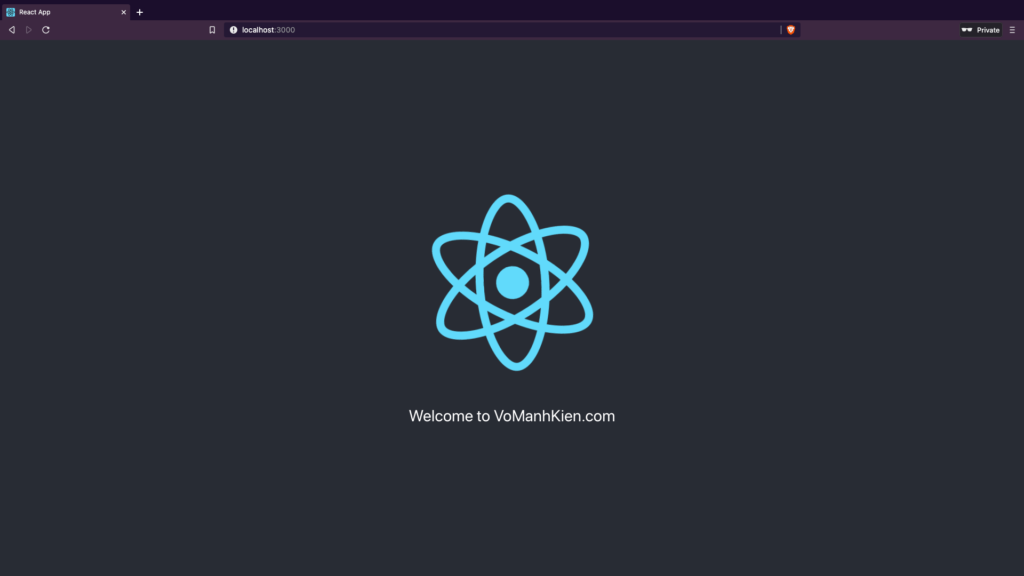 React App
localhost:3000
Private
Welcome to VoManhKien.com